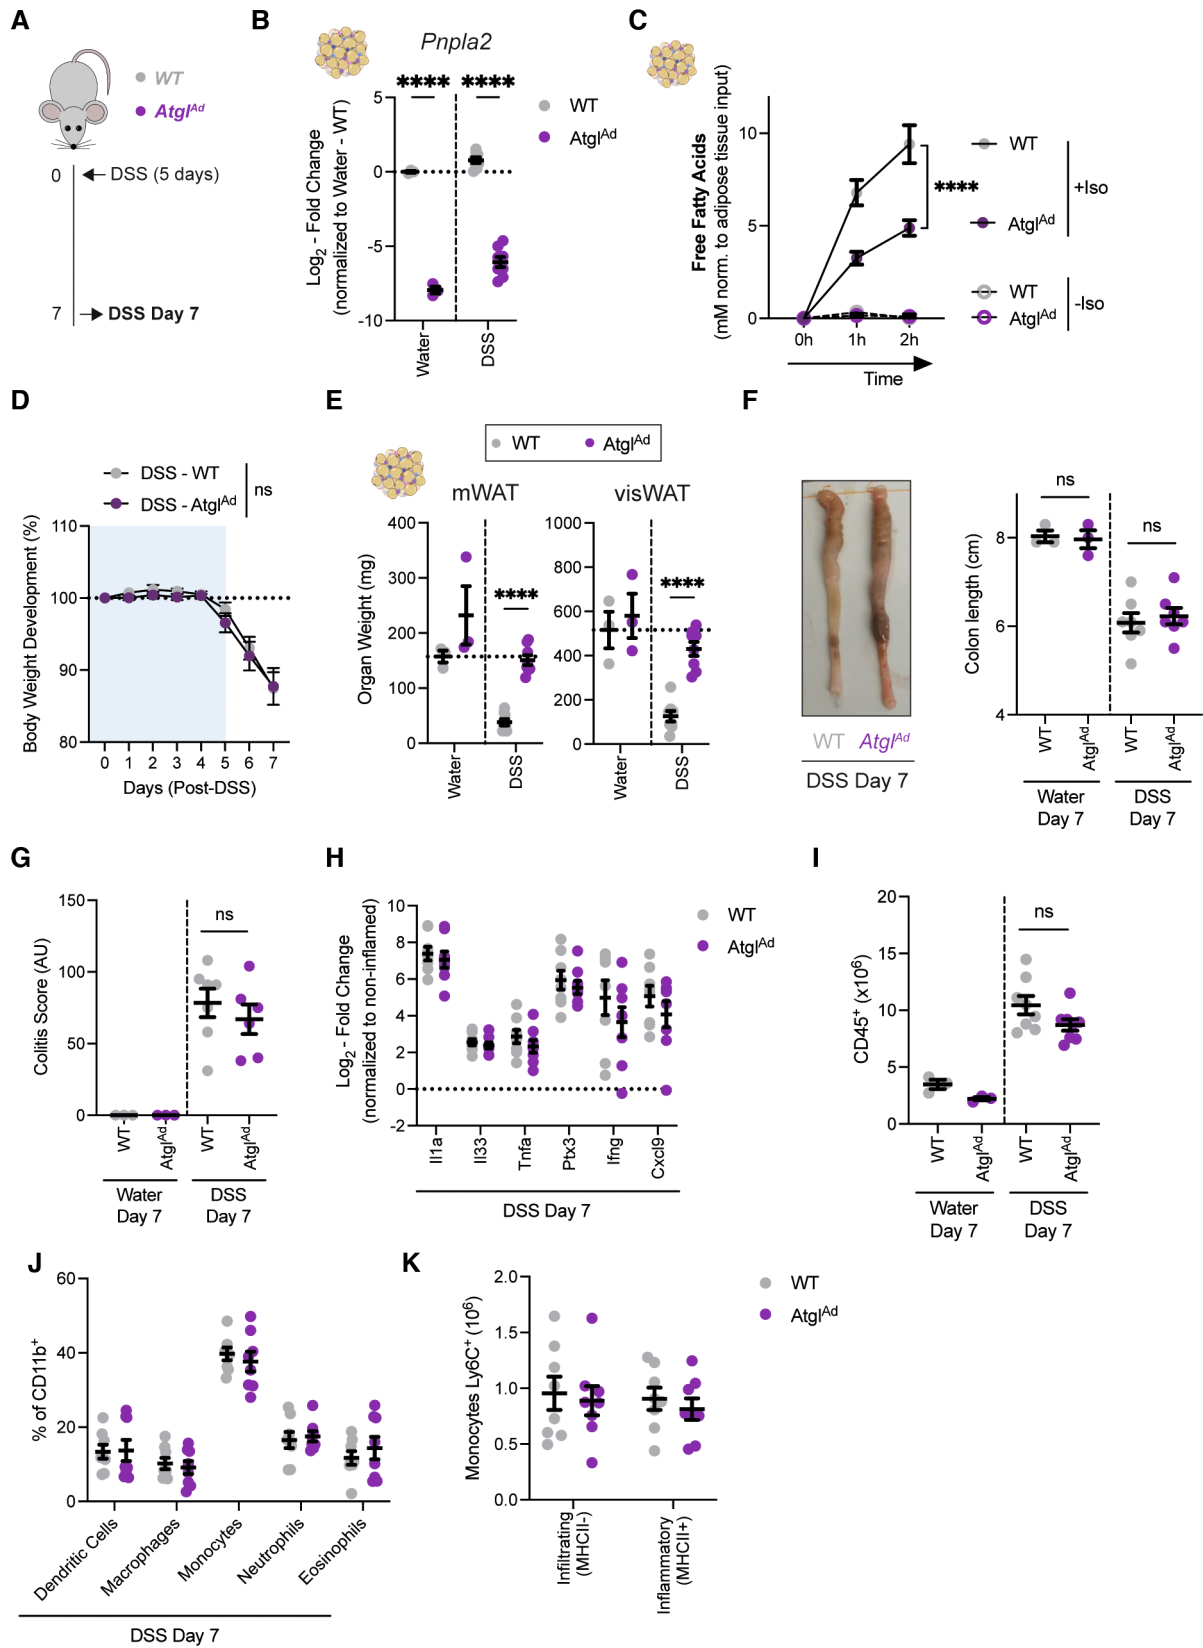 A
WT
Atgl^Ad
0
DSS (5 days)
7
DSS Day 7
B
Pnpla2
****
****
Log2 - Fold Change
(normalized to Water - WT)
5
0
-5
-10
Water
DSS
WT
Atgl^Ad
C
Free Fatty Acids
(mM norm. to adipose tissue input)
10
5
0
0h
1h
2h
Time
****
WT
Atgl^Ad
+Iso
WT
Atgl^Ad
-Iso
D
DSS - WT
DSS - Atgl^Ad
ns
Body Weight Development (%)
110
100
90
80
0 1 2 3 4 5 6 7
Days (Post-DSS)
E
WT
Atgl^Ad
mWAT
visWAT
Organ Weight (mg)
400
300
200
100
0
****
Water
DSS
1000
800
600
400
200
0
****
Water
DSS
F
WT
Atgl^Ad
DSS Day 7
Colon length (cm)
8
6
4
ns
ns
WT
Atgl^Ad
WT
Atgl^Ad
Water
Day 7
DSS
Day 7
G
Colitis Score (AU)
150
100
50
0
ns
WT
Atgl^Ad
WT
Atgl^Ad
Water
Day 7
DSS
Day 7
H
Log2 - Fold Change
(normalized to non-inflamed)
10
8
6
4
2
0
-2
Il1a
Il33
Tnfa
Ptx3
Ifng
Cxcl9
DSS Day 7
WT
Atgl^Ad
I
CD45+ (x10^6)
20
15
10
5
0
ns
WT
Atgl^Ad
WT
Atgl^Ad
Water
Day 7
DSS
Day 7
J
% of CD11b+
60
40
20
0
Dendritic Cells
Macrophages
Monocytes
Neutrophils
Eosinophils
DSS Day 7
K
Monocytes Ly6C+ (10^6)
2.0
1.5
1.0
0.5
0.0
Infiltrating
(MHCII-)
Inflammatory
(MHCII+)
WT
Atgl^Ad